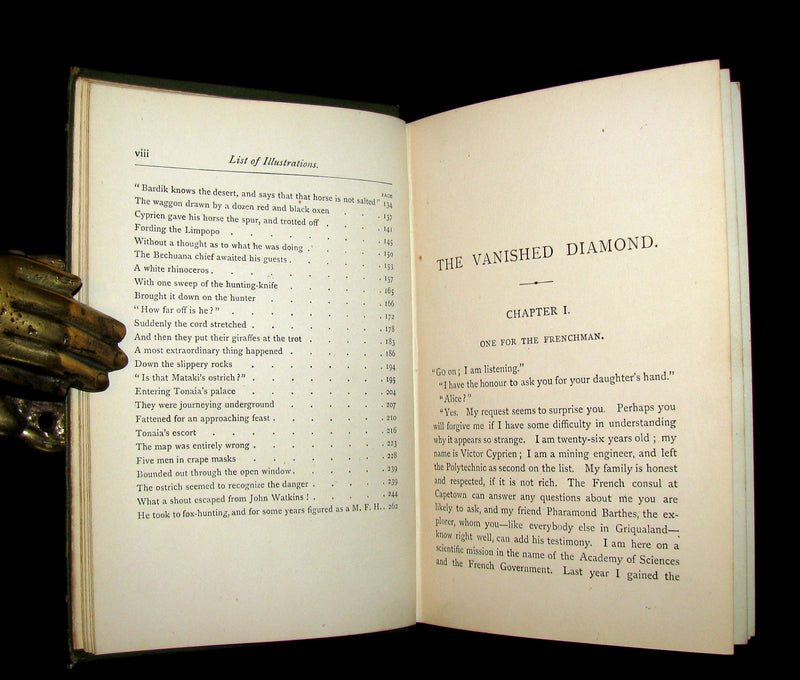 viii
List of Illustrations.
PAGE
"Bardik knows the desert, and says that that horse is not salted" 134
The waggon drawn by a dozen red and black oxen . . 137
Cyprien gave his horse the spur, and trotted off . . . 141
Fording the Limpopo . . . . . . . 145
Without a thought as to what he was doing . . . . 150
The Bechuana chief awaited his guests . . . . . 153
A white rhinoceros . . . . . . . 157
With one sweep of the hunting-knife . . . . . 165
Brought it down on the hunter . . . . . 166
"How far off is he?" . . . . . . . 172
Suddenly the cord stretched . . . . . . 178
And then they put their giraffes at the trot . . . . 183
A most extraordinary thing happened . . . . . 186
Down the slippery rocks . . . . . . 194
"Is that Mataki's ostrich?" . . . . . . 195
Entering Tonaia's palace . . . . . . 204
They were journeying underground . . . . . 207
Fattened for an approaching feast . . . . . 210
Tonaia's escort . . . . . . . 216
The map was entirely wrong . . . . . . 223
Five men in crape masks . . . . . . 228
Bounded out through the open window . . . . . 239
The ostrich seemed to recognize the danger . . . . 239
What a shout escaped from John Watkins! . . . . 244
He took to fox-hunting, and for some years figured as a M. F. H. . 262
THE VANISHED DIAMOND.
CHAPTER I.
ONE FOR THE FRENCHMAN.
"Go on; I am listening."
"I have the honour to ask you for your daughter's hand."
"Alice?"
"Yes. My request seems to surprise you. Perhaps you
will forgive me if I have some difficulty in understanding
why it appears so strange. I am twenty-six years old; my
name is Victor Cyprien; I am a mining engineer, and left
the Polytechnic as second on the list. My family is honest
and respected, if it is not rich. The French consul at
Capetown can answer any questions about me you are
likely to ask, and my friend Pharamond Barthes, the ex-
plorer, whom you—like everybody else in Griqualand—
know right well, can add his testimony. I am here on a
scientific mission in the name of the Academy of Sciences
and the French Government. Last year I gained the